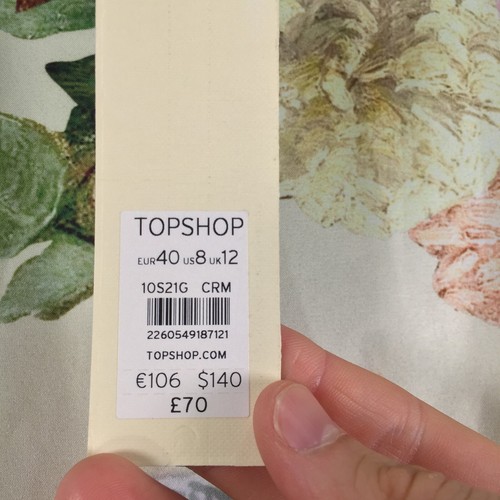 TOPSHOP
EUR40 US8 UK12
10S21G CRM
2260549187121
TOPSHOP.COM
€106 $140
£70